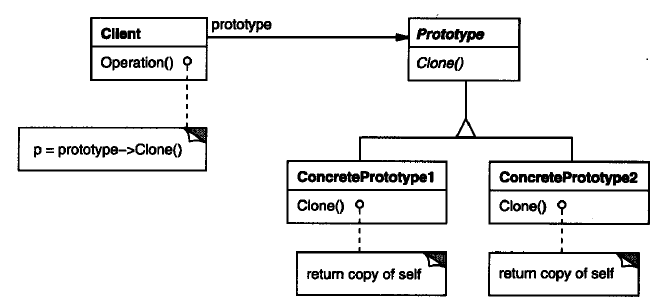 Client
prototype
Prototype
Operation()
Clone()
p = prototype->Clone()
ConcretePrototype1
ConcretePrototype2
Clone()
Clone()
return copy of self
return copy of self